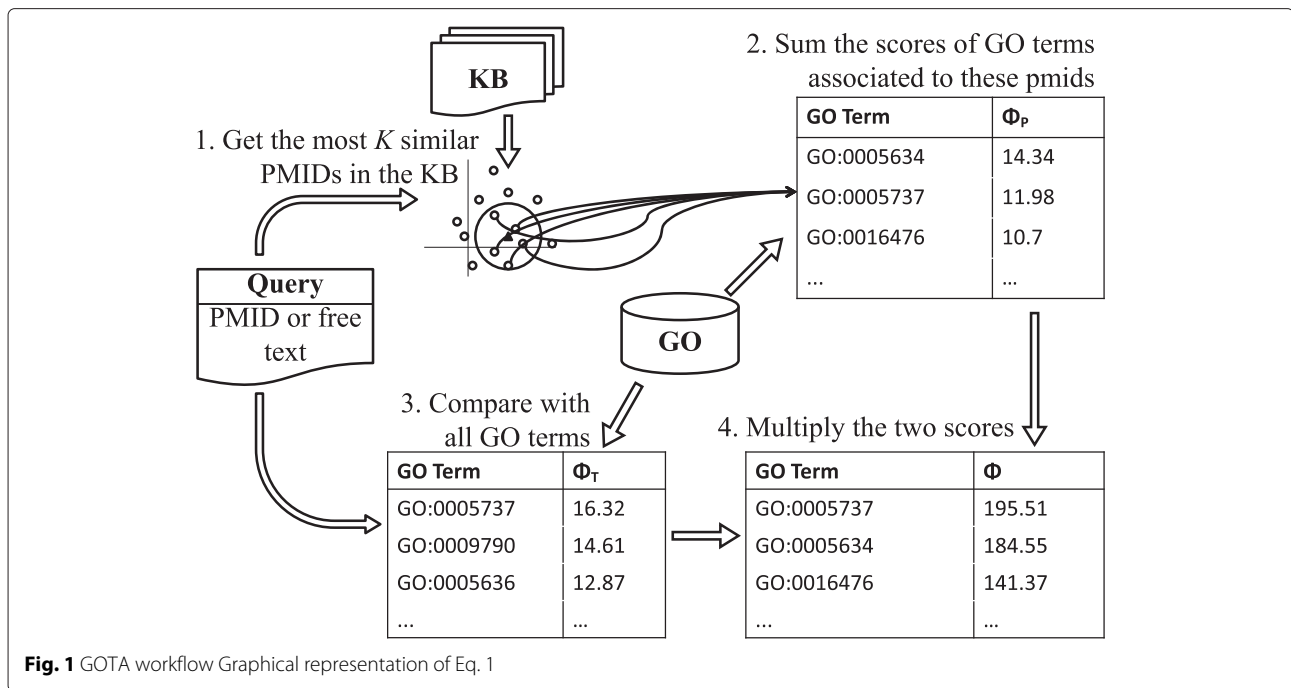 KB
1. Get the most K similar
PMIDs in the KB
2. Sum the scores of GO terms
associated to these pmids
GO Term ΦP
GO:0005634 14.34
GO:0005737 11.98
GO:0016476 10.7
... ...
Query
PMID or free
text
GO
3. Compare with
all GO terms
GO Term ΦT
GO:0005737 16.32
GO:0009790 14.61
GO:0005636 12.87
... ...
4. Multiply the two scores
GO Term Φ
GO:0005737 195.51
GO:0005634 184.55
GO:0016476 141.37
... ...
Fig. 1 GOTA workflow Graphical representation of Eq. 1